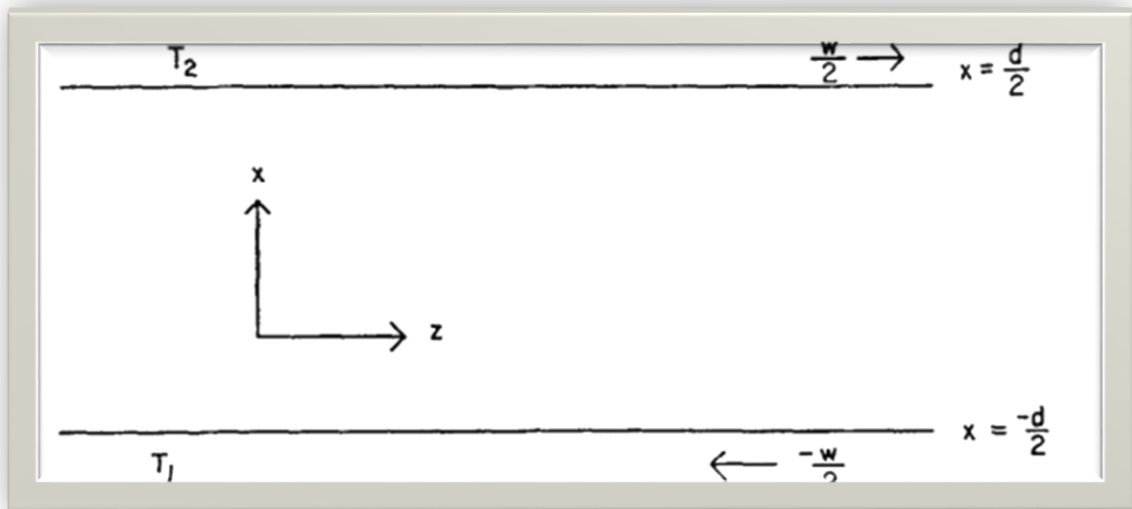 T₂
w/2 →
x = d/2
x
z
x = -d/2
T₁
← -w/2